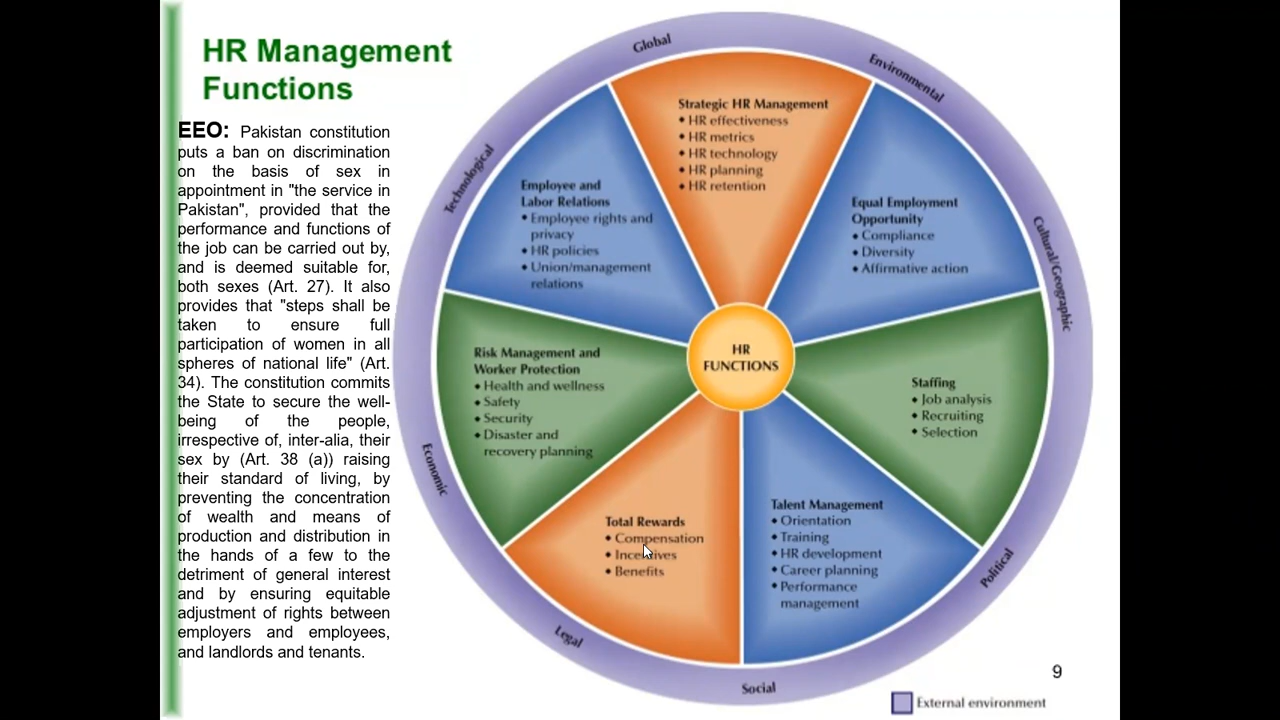 HR Management
Functions
EEO: Pakistan constitution
puts a ban on discrimination
on the basis of sex in
appointment in "the service in
Pakistan", provided that the
performance and functions of
the job can be carried out by,
and is deemed suitable for,
both sexes (Art. 27). It also
provides that "steps shall be
taken to ensure full
participation of women in all
spheres of national life" (Art.
34). The constitution commits
the State to secure the well-
being of the people,
irrespective of, inter-alia, their
sex by (Art. 38 (a)) raising
their standard of living, by
preventing the concentration
of wealth and means of
production and distribution in
the hands of a few to the
detriment of general interest
and by ensuring equitable
adjustment of rights between
employers and employees,
and landlords and tenants.
Global
Environmental
Cultural/Geographic
Political
Social
Legal
Economic
Technological
Strategic HR Management
• HR effectiveness
• HR metrics
• HR technology
• HR planning
• HR retention
Equal Employment
Opportunity
• Compliance
• Diversity
• Affirmative action
Staffing
• Job analysis
• Recruiting
• Selection
Talent Management
• Orientation
• Training
• HR development
• Career planning
• Performance
management
Total Rewards
• Compensation
• Incentives
• Benefits
Risk Management and
Worker Protection
• Health and wellness
• Safety
• Security
• Disaster and
recovery planning
Employee and
Labor Relations
• Employee rights and
privacy
• HR policies
• Union/management
relations
HR
FUNCTIONS
9
External environment